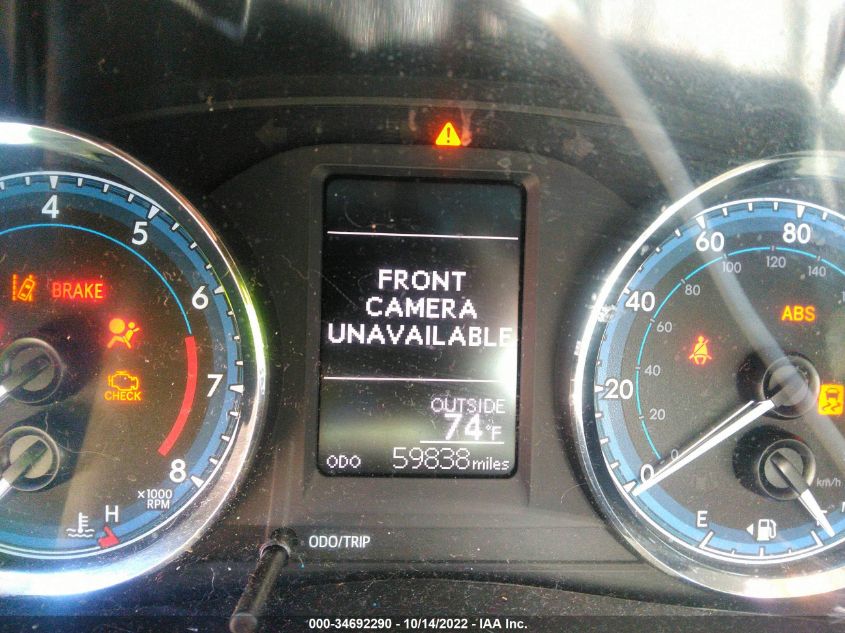 4
5
6
7
8
BRAKE
CHECK
x1000
RPM
H
FRONT
CAMERA
UNAVAILABLE
OUTSIDE
74°F
ODO 59838 miles
ODO/TRIP
0
20
40
60
80
0
20
40
60
80
100
120
140
ABS
km/h
E
000-34692290 - 10/14/2022 - IAA Inc.